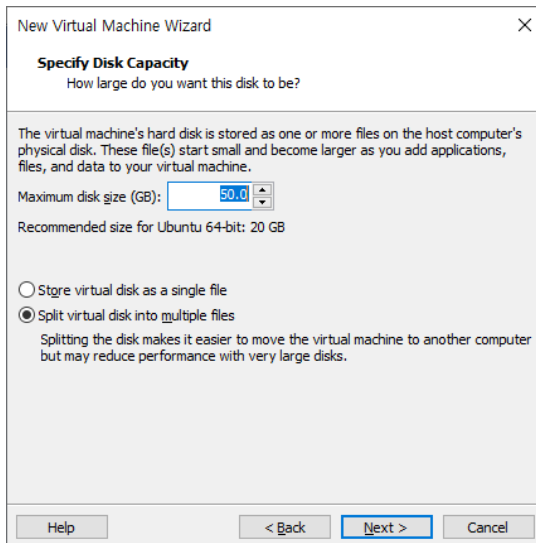 New Virtual Machine Wizard
Specify Disk Capacity
How large do you want this disk to be?
The virtual machine's hard disk is stored as one or more files on the host computer's
physical disk. These file(s) start small and become larger as you add applications,
files, and data to your virtual machine.
Maximum disk size (GB): 50.0
Recommended size for Ubuntu 64-bit: 20 GB
Store virtual disk as a single file
Split virtual disk into multiple files
Splitting the disk makes it easier to move the virtual machine to another computer
but may reduce performance with very large disks.
Help < Back Next > Cancel